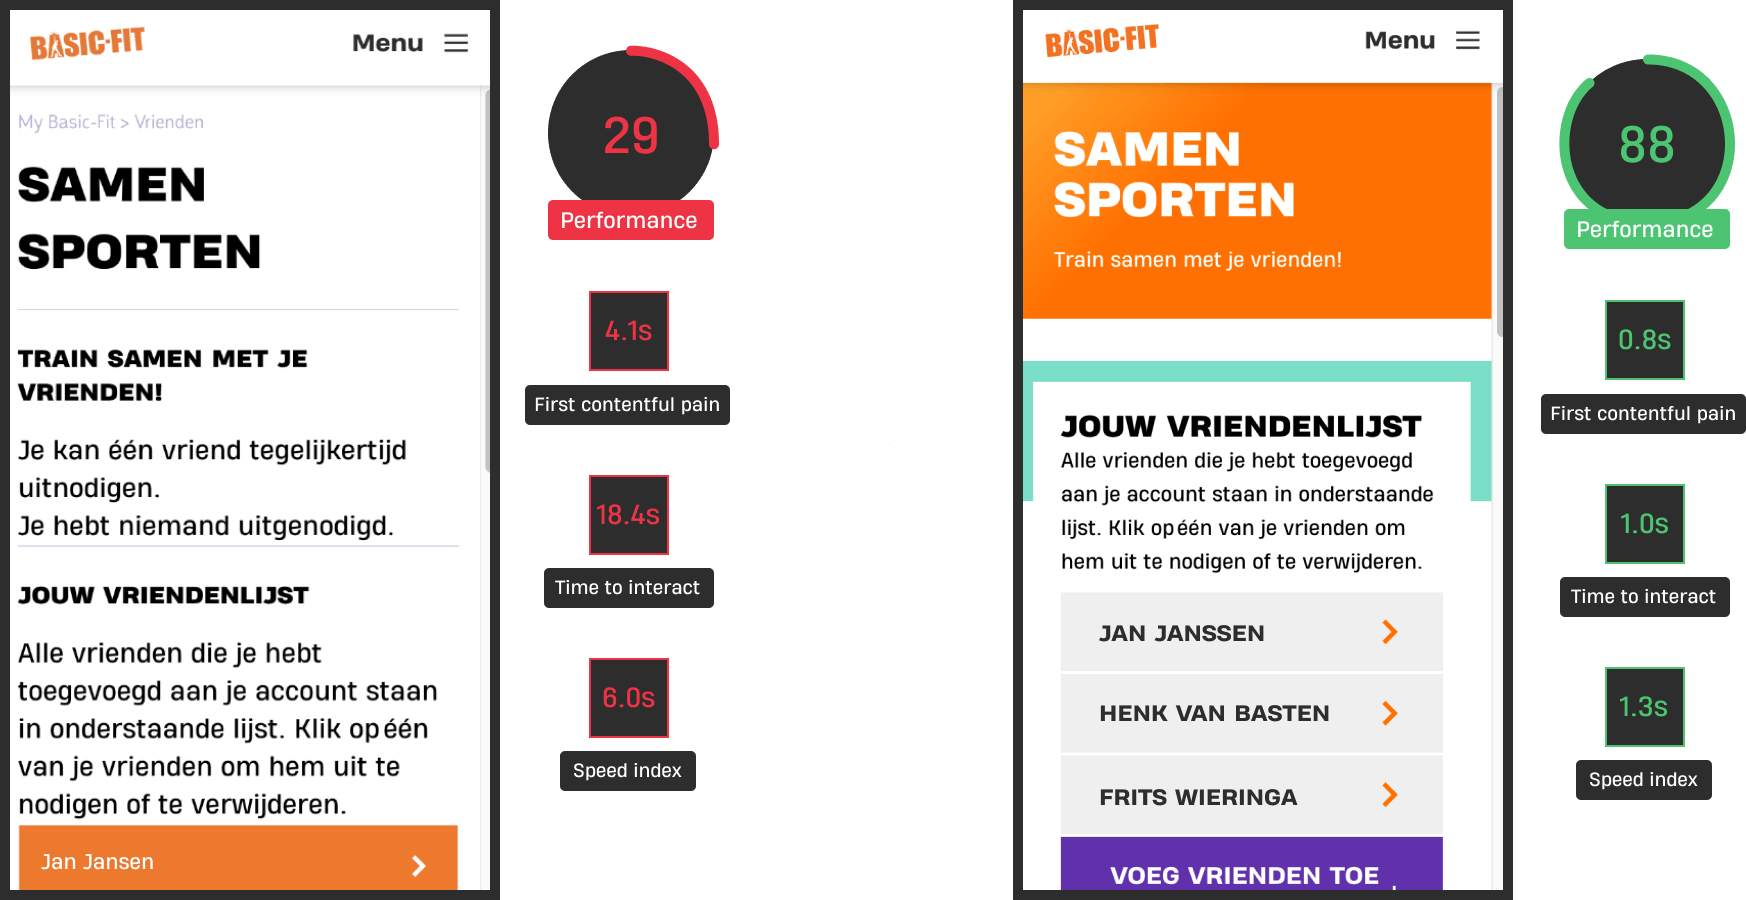 BASIC-FIT
Menu
My Basic-Fit > Vrienden
SAMEN
SPORTEN
TRAIN SAMEN MET JE
VRIENDEN!
Je kan één vriend tegelijkertijd
uitnodigen.
Je hebt niemand uitgenodigd.
JOUW VRIENDENLIJST
Alle vrienden die je hebt
toegevoegd aan je account staan
in onderstaande lijst. Klik op één
van je vrienden om hem uit te
nodigen of te verwijderen.
Jan Jansen
29
Performance
4.1s
First contentful pain
18.4s
Time to interact
6.0s
Speed index
BASIC-FIT
Menu
SAMEN
SPORTEN
Train samen met je vrienden!
JOUW VRIENDENLIJST
Alle vrienden die je hebt toegevoegd
aan je account staan in onderstaande
lijst. Klik op één van je vrienden om
hem uit te nodigen of te verwijderen.
JAN JANSSEN
HENK VAN BASTEN
FRITS WIERINGA
VOEG VRIENDEN TOE
88
Performance
0.8s
First contentful pain
1.0s
Time to interact
1.3s
Speed index